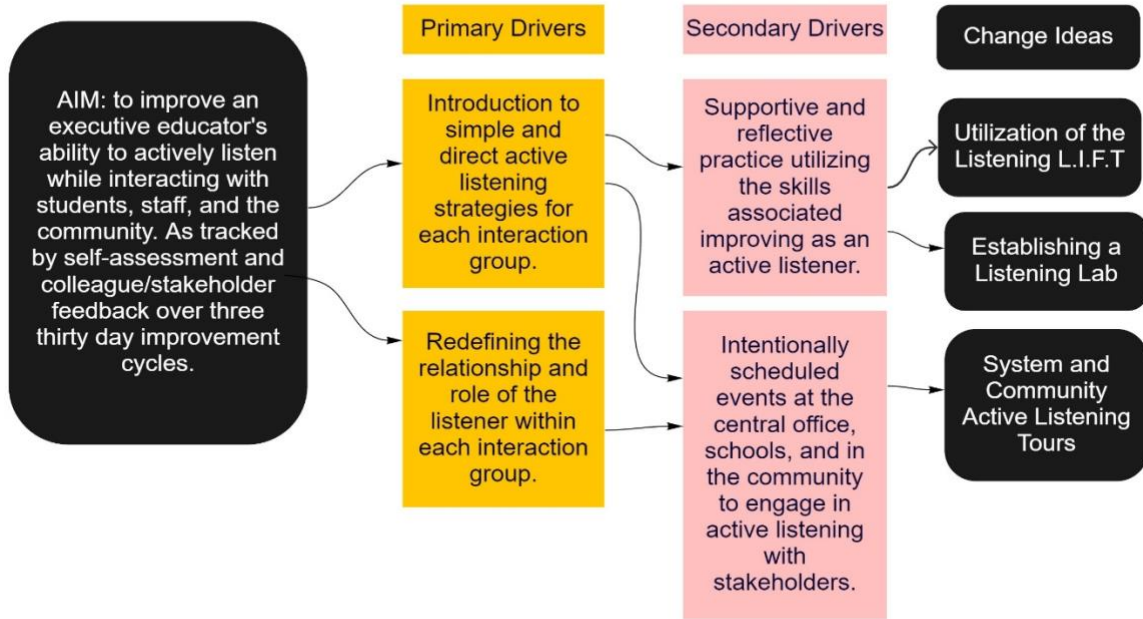 AIM: to improve an
executive educator's
ability to actively listen
while interacting with
students, staff, and the
community. As tracked
by self-assessment and
colleague/stakeholder
feedback over three
thirty day improvement
cycles.
Primary Drivers
Introduction to
simple and
direct active
listening
strategies for
each interaction
group.
Redefining the
relationship and
role of the
listener within
each interaction
group.
Secondary Drivers
Supportive and
reflective
practice utilizing
the skills
associated
improving as an
active listener.
Intentionally
scheduled
events at the
central office,
schools, and in
the community
to engage in
active listening
with
stakeholders.
Change Ideas
Utilization of the
Listening L.I.F.T
Establishing a
Listening Lab
System and
Community
Active Listening
Tours